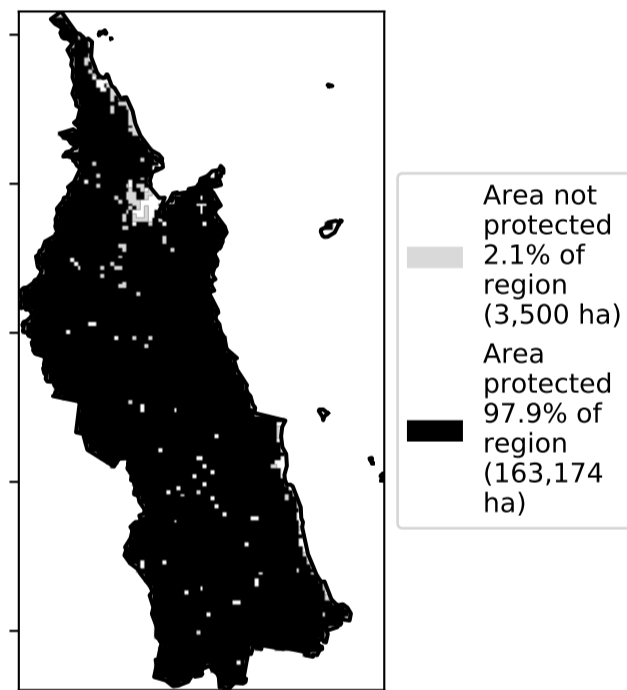 Area not
protected
2.1% of
region
(3,500 ha)
Area
protected
97.9% of
region
(163,174
ha)